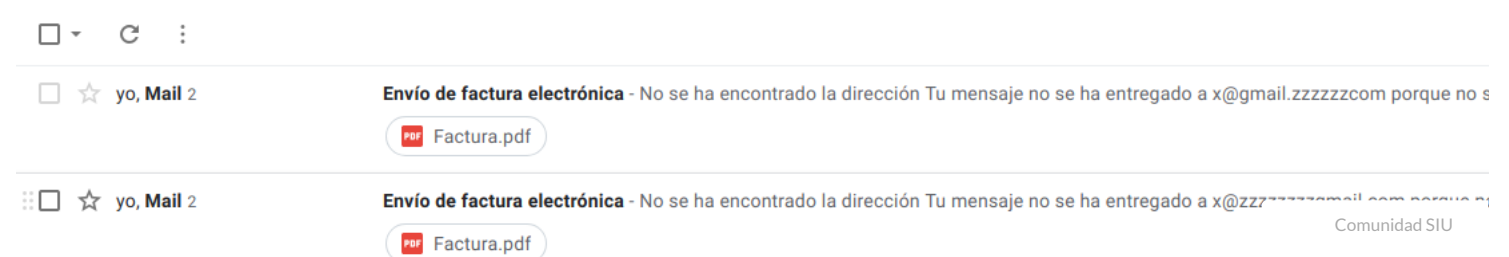 yo, Mail 2
Envío de factura electrónica - No se ha encontrado la dirección Tu mensaje no se ha entregado a x@gmail.zzzzzzcom porque no s
PDF Factura.pdf
yo, Mail 2
Envío de factura electrónica - No se ha encontrado la dirección Tu mensaje no se ha entregado a
Comunidad SIU
PDF Factura.pdf